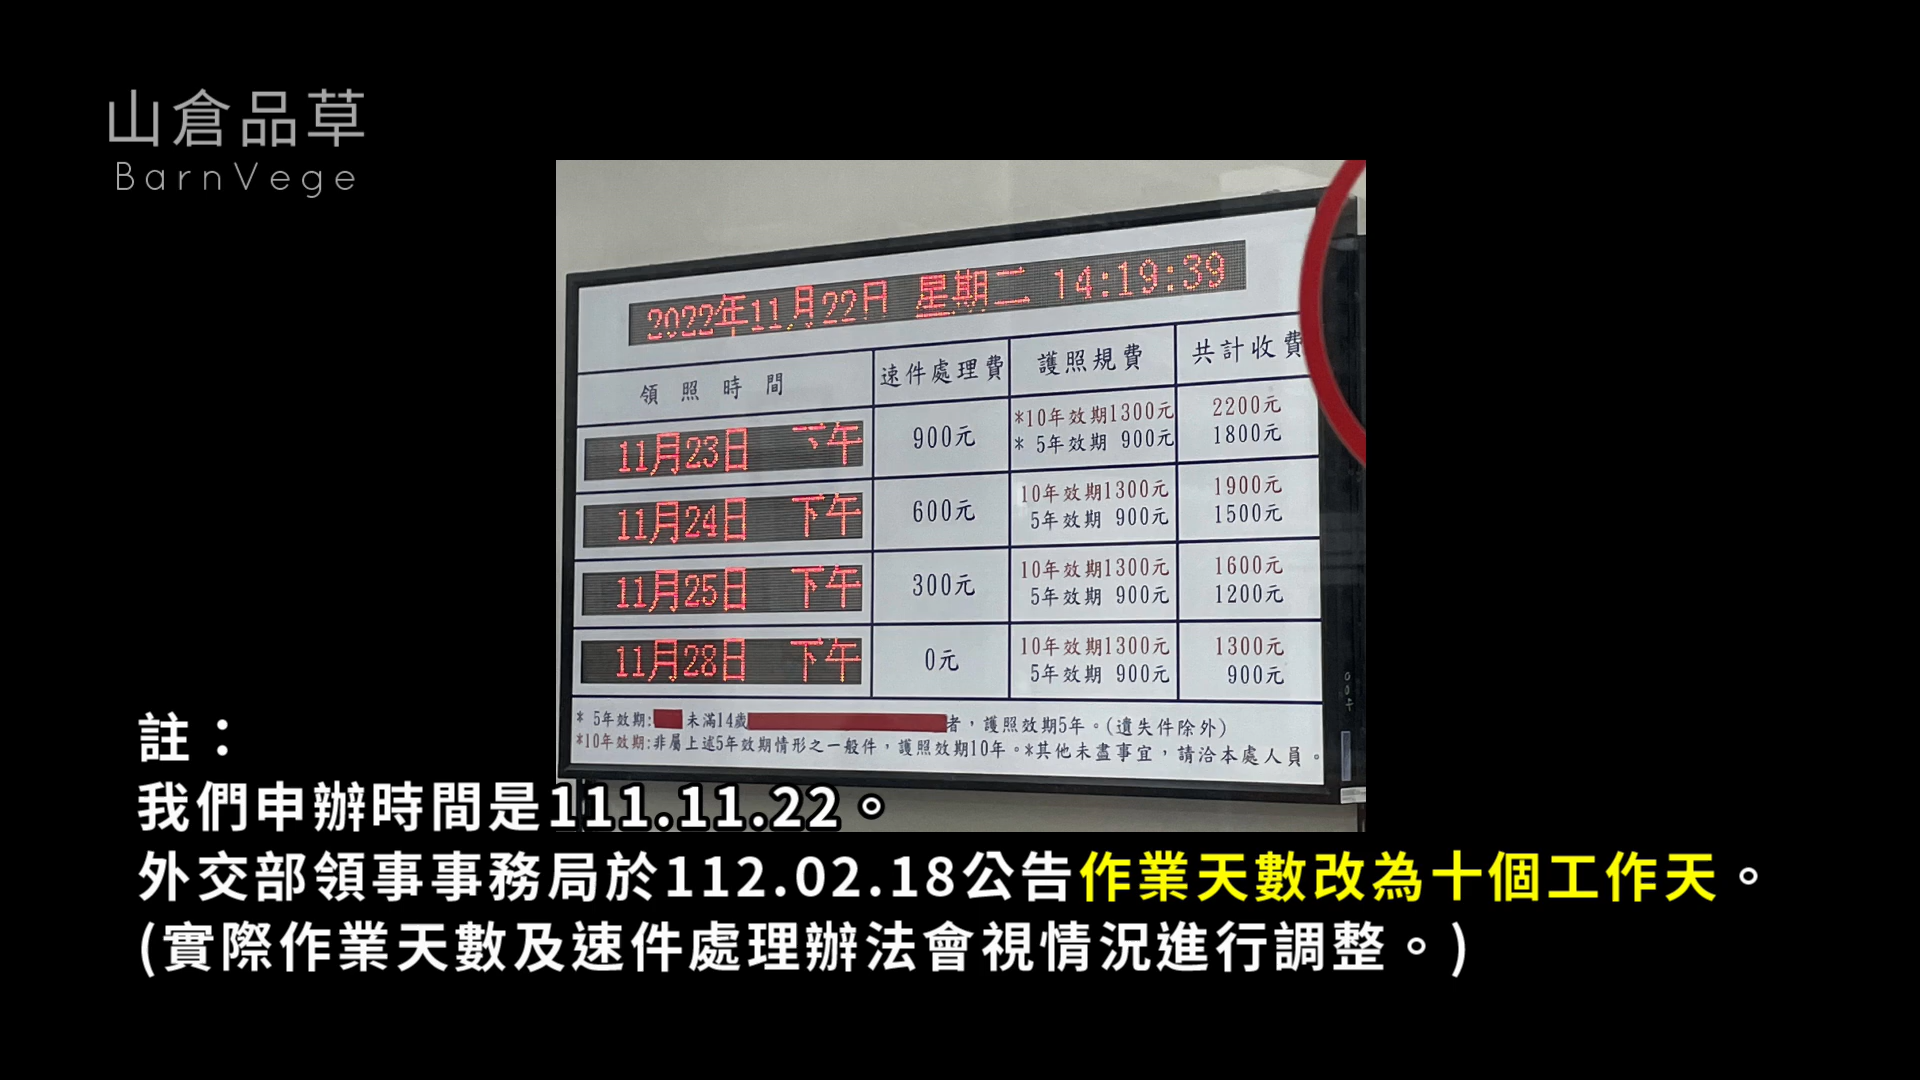 山倉品草
BarnVege
2022年11月22日 星期二 14:19:39
領照時間 速件處理費 護照規費 共計收費
11月23日 下午 900元 *10年效期1300元 2200元
* 5年效期 900元 1800元
11月24日 下午 600元 10年效期1300元 1900元
5年效期 900元 1500元
11月25日 下午 300元 10年效期1300元 1600元
5年效期 900元 1200元
11月28日 下午 0元 10年效期1300元 1300元
5年效期 900元 900元
* 5年效期: 未滿14歲 者，護照效期5年。(遺失件除外)
*10年效期:非屬上述5年效期情形之一般件，護照效期10年。*其他未盡事宜，請洽本處人員。
註：
我們申辦時間是111.11.22。
外交部領事事務局於112.02.18公告作業天數改為十個工作天。
(實際作業天數及速件處理辦法會視情況進行調整。)